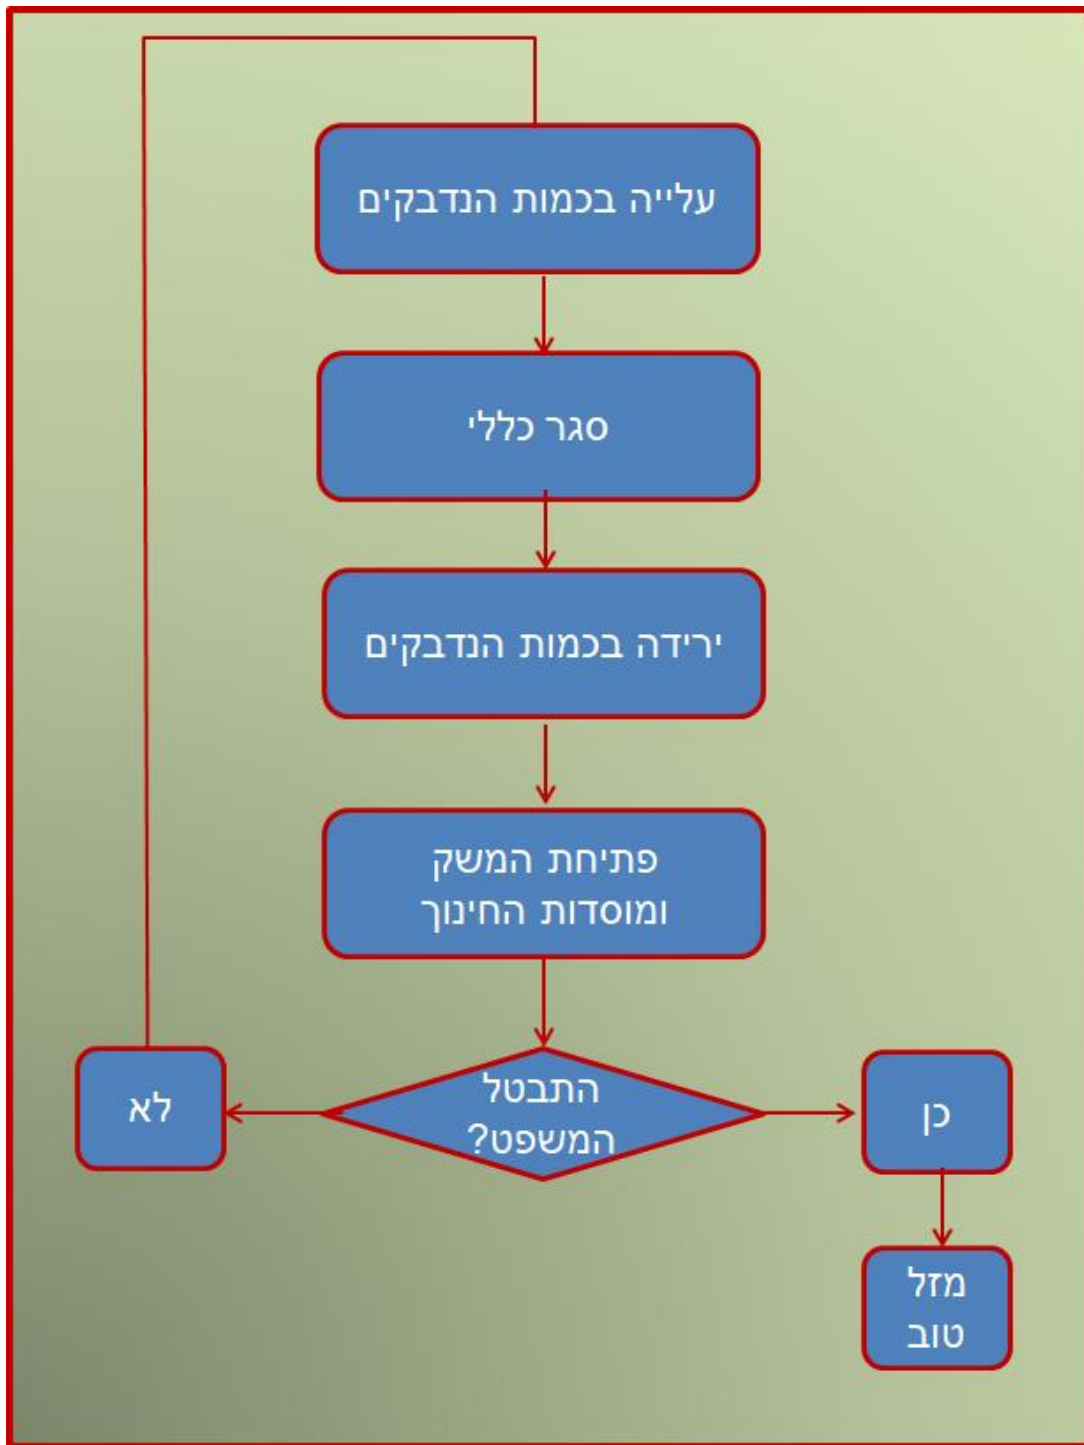 עלייה בכמות הנדבקים
סגר כללי
ירידה בכמות הנדבקים
פתיחת המשק
ומוסדות החינוך
התבטל
המשפט?
כן
לא
מזל
טוב